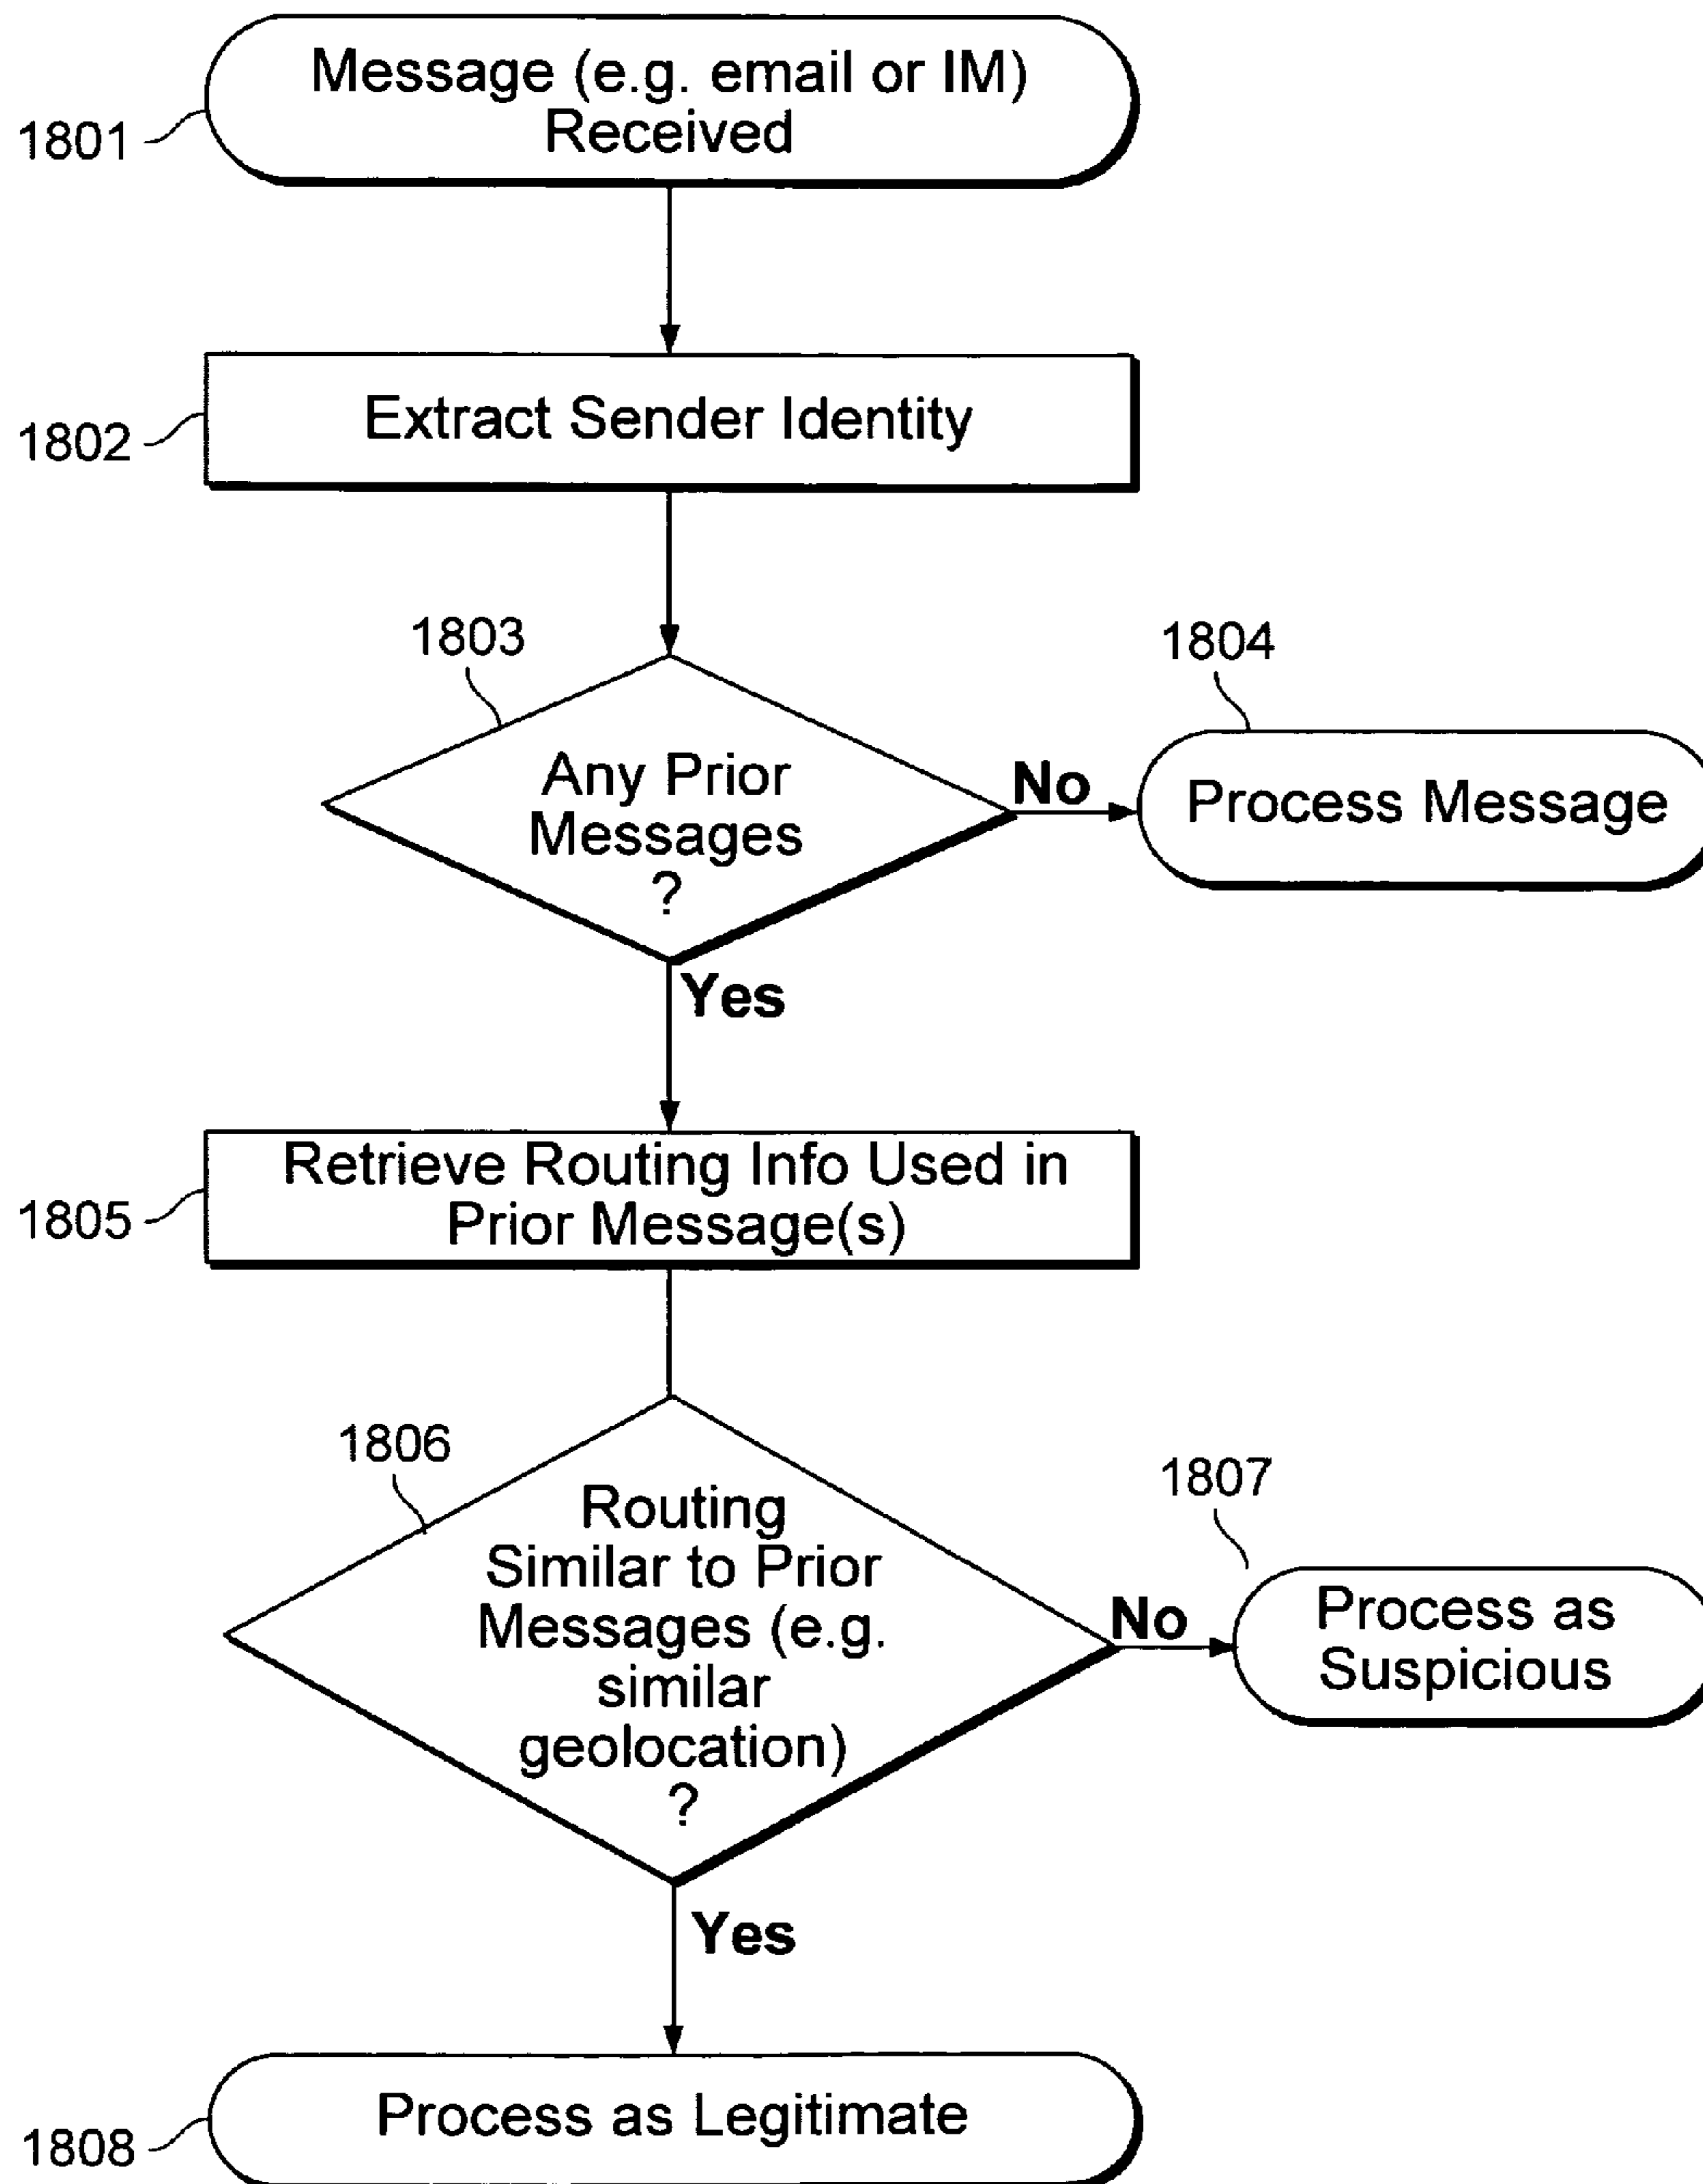 Message (e.g. email or IM)
Received
1801
Extract Sender Identity
1802
1803
1804
Any Prior
Messages
?
No
Process Message
Yes
Retrieve Routing Info Used in
Prior Message(s)
1805
1806
1807
Routing
Similar to Prior
Messages (e.g.
similar
geolocation)
?
No
Process as
Suspicious
Yes
Process as Legitimate
1808